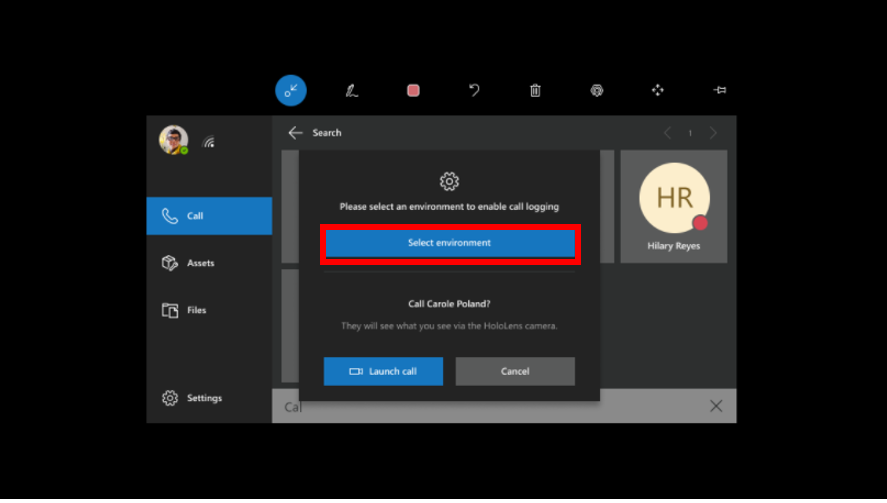 Search
1
Please select an environment to enable call logging
HR
Call
Select environment
Hilary Reyes
Assets
Call Carole Poland?
Files
They will see what you see via the HoloLens camera.
Launch call
Cancel
Settings
Cal